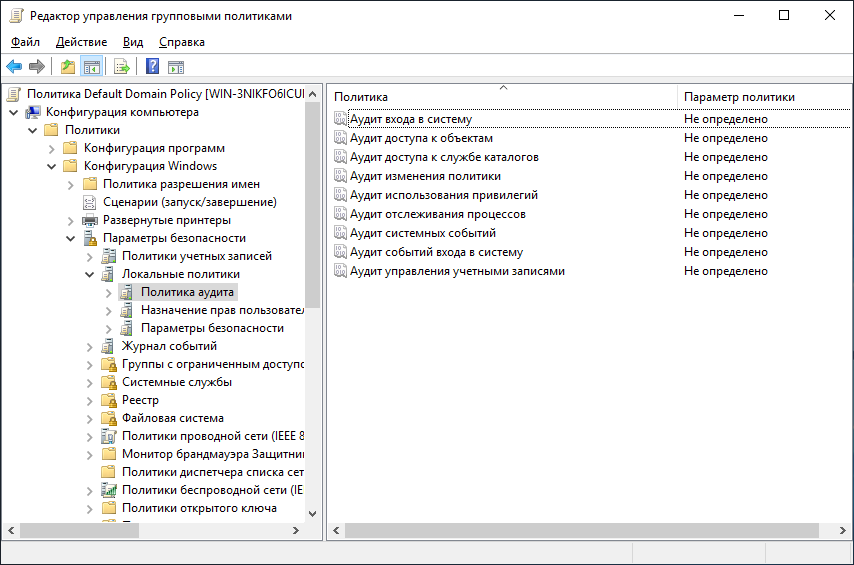 Редактор управления групповыми политиками
Файл Действие Вид Справка
Политика Default Domain Policy [WIN-3NIKFO6ICU
Конфигурация компьютера
Политики
Конфигурация программ
Конфигурация Windows
Политика разрешения имен
Сценарии (запуск/завершение)
Развернутые принтеры
Параметры безопасности
Политики учетных записей
Локальные политики
Политика аудита
Назначение прав пользовател
Параметры безопасности
Журнал событий
Группы с ограниченным доступо
Системные службы
Реестр
Файловая система
Политики проводной сети (IEEE 8
Монитор брандмауэра Защитни
Политики диспетчера списка сет
Политики беспроводной сети (IE
Политики открытого ключа
Политика Параметр политики
Аудит входа в систему Не определено
Аудит доступа к объектам Не определено
Аудит доступа к службе каталогов Не определено
Аудит изменения политики Не определено
Аудит использования привилегий Не определено
Аудит отслеживания процессов Не определено
Аудит системных событий Не определено
Аудит событий входа в систему Не определено
Аудит управления учетными записями Не определено